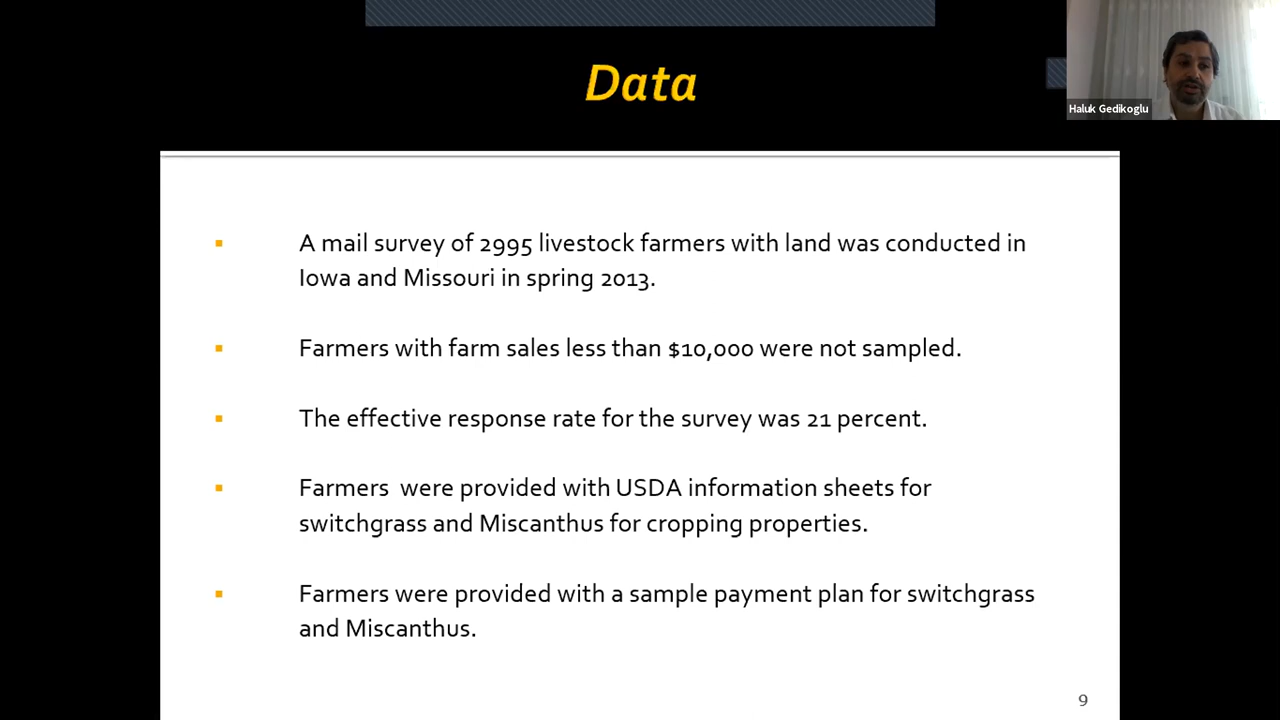 Data
Haluk Gedikoglu
▪ A mail survey of 2995 livestock farmers with land was conducted in
Iowa and Missouri in spring 2013.
▪ Farmers with farm sales less than $10,000 were not sampled.
▪ The effective response rate for the survey was 21 percent.
▪ Farmers  were provided with USDA information sheets for
switchgrass and Miscanthus for cropping properties.
▪ Farmers were provided with a sample payment plan for switchgrass
and Miscanthus.
9